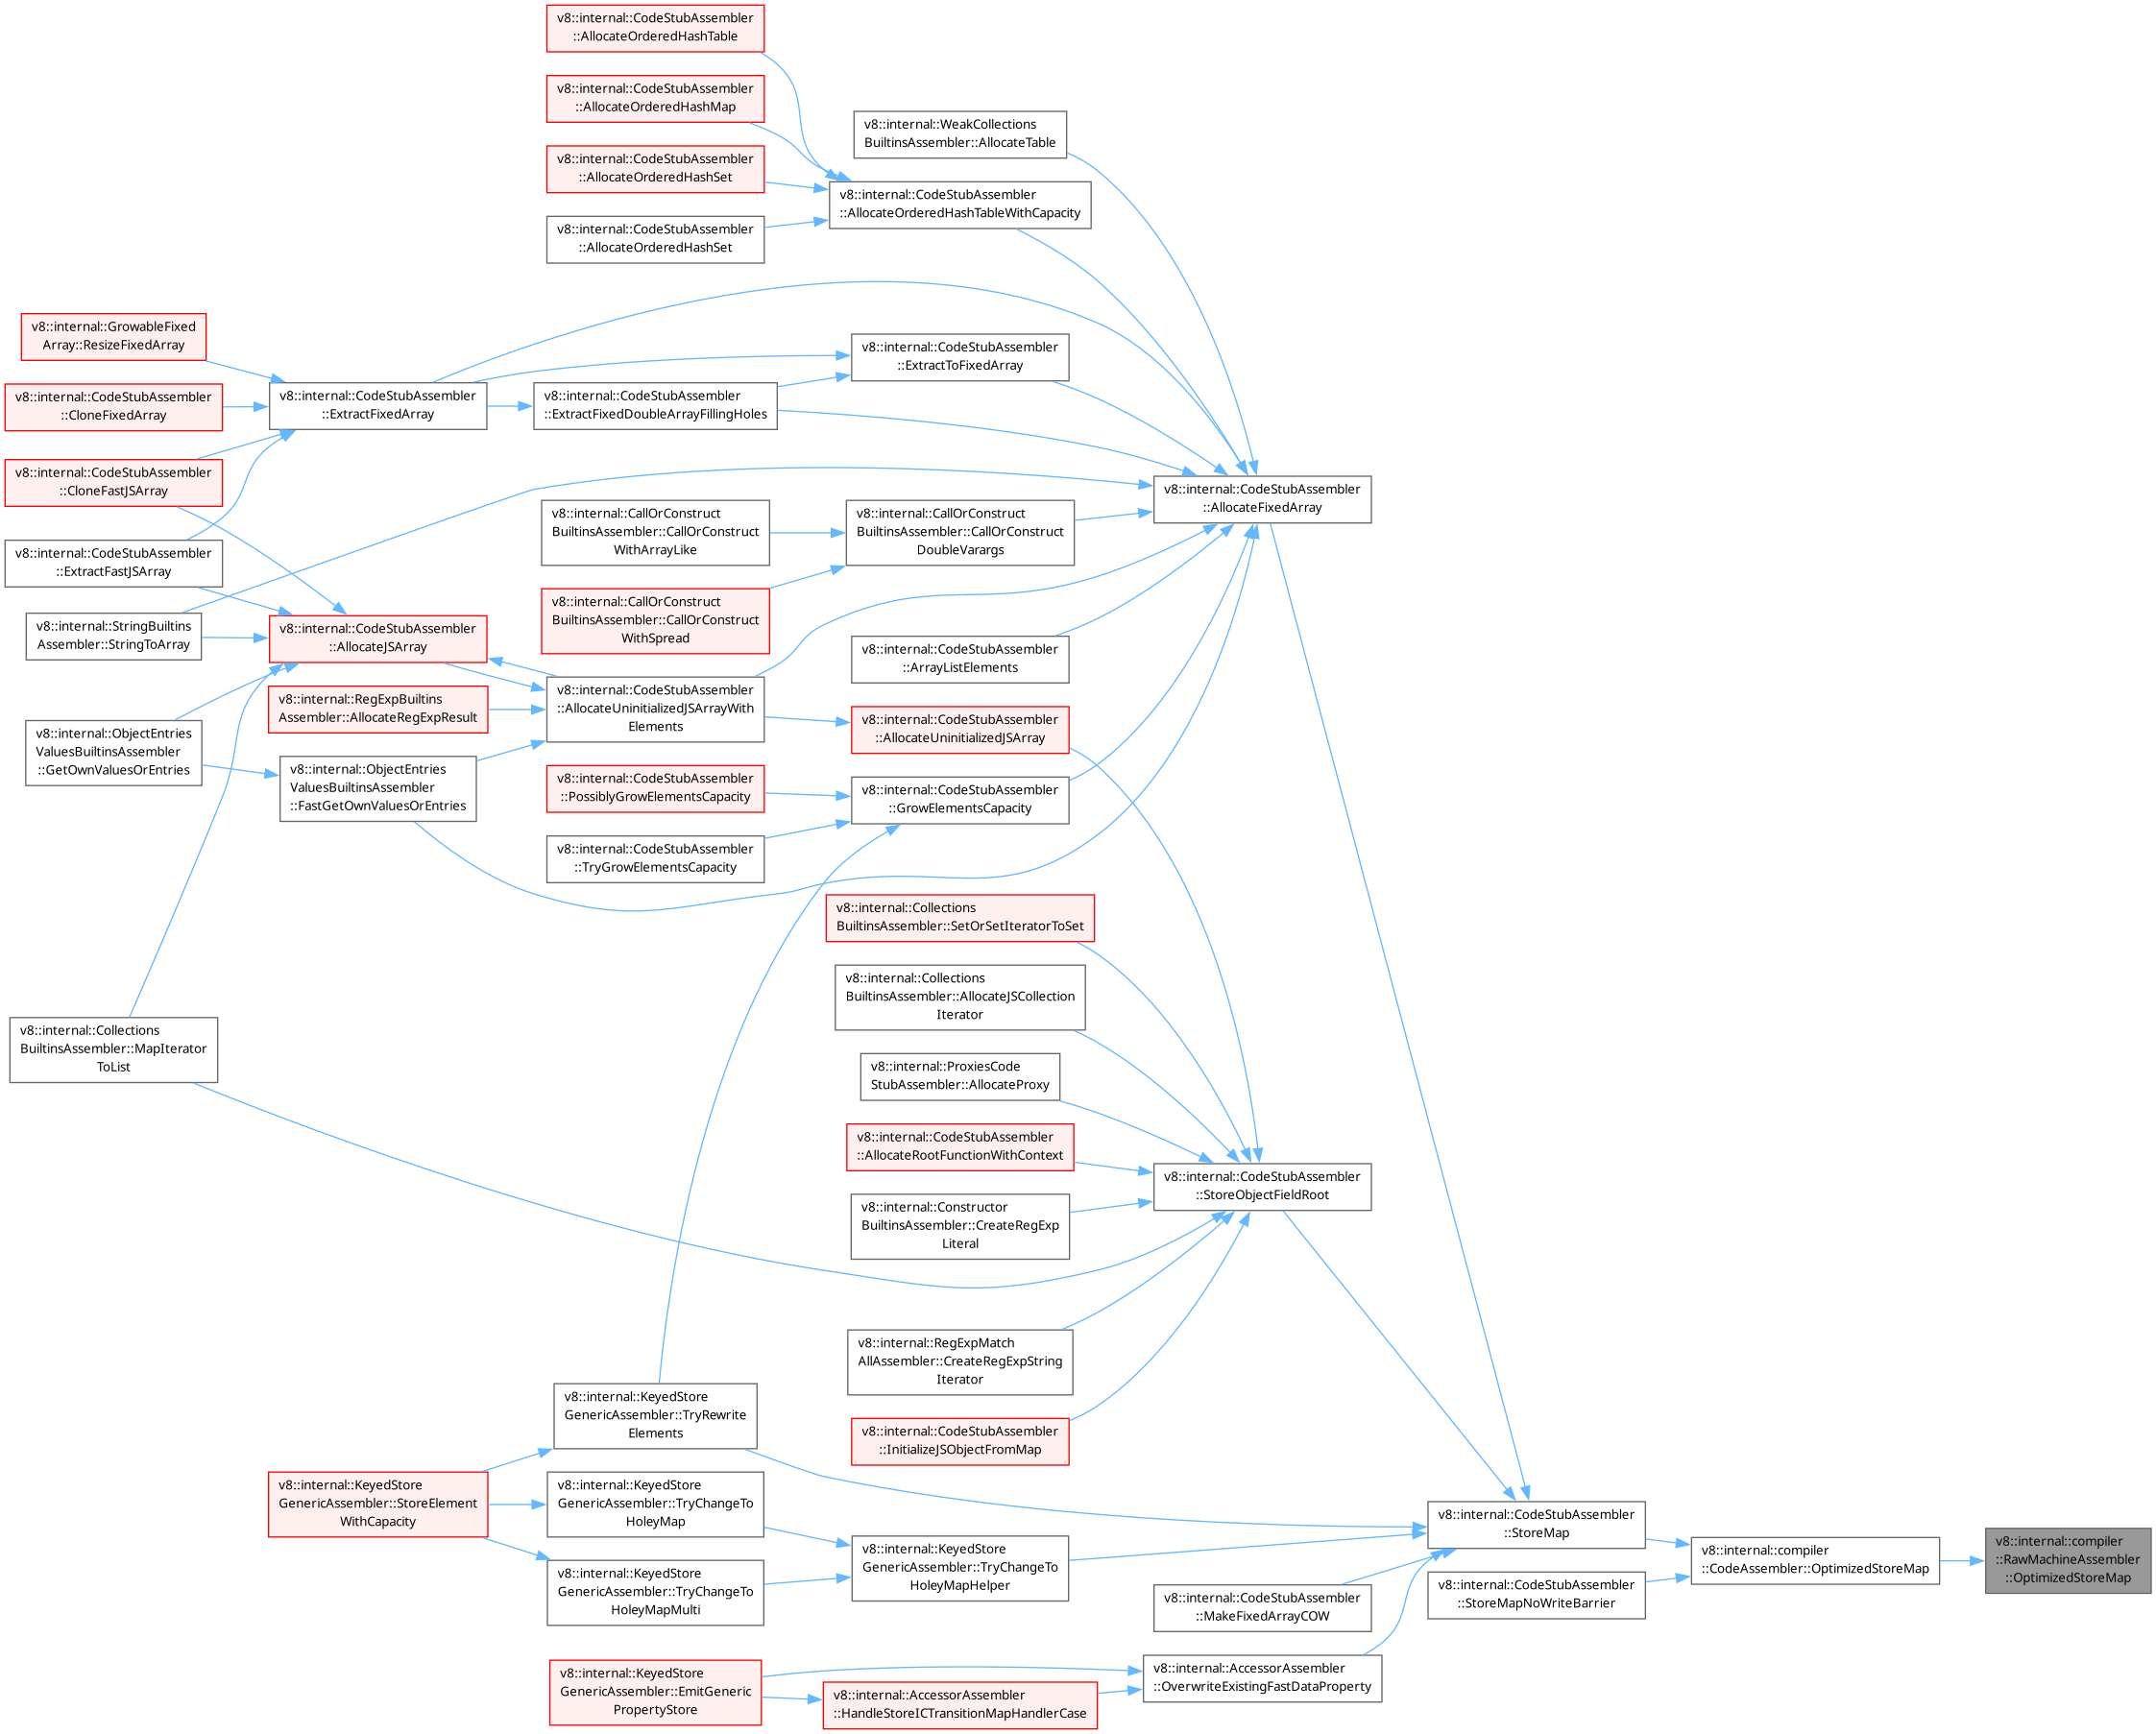 v8::internal::CodeStubAssembler
::AllocateOrderedHashTable
v8::internal::CodeStubAssembler
::AllocateOrderedHashMap
v8::internal::WeakCollections
BuiltinsAssembler::AllocateTable
v8::internal::CodeStubAssembler
::AllocateOrderedHashSet
v8::internal::CodeStubAssembler
::AllocateOrderedHashTableWithCapacity
v8::internal::CodeStubAssembler
::AllocateOrderedHashSet
v8::internal::GrowableFixed
Array::ResizeFixedArray
v8::internal::CodeStubAssembler
::ExtractToFixedArray
v8::internal::CodeStubAssembler
::CloneFixedArray
v8::internal::CodeStubAssembler
::ExtractFixedArray
v8::internal::CodeStubAssembler
::ExtractFixedDoubleArrayFillingHoles
v8::internal::CodeStubAssembler
::CloneFastJSArray
v8::internal::CodeStubAssembler
::AllocateFixedArray
v8::internal::CallOrConstruct
BuiltinsAssembler::CallOrConstruct
WithArrayLike
v8::internal::CallOrConstruct
BuiltinsAssembler::CallOrConstruct
DoubleVarargs
v8::internal::CodeStubAssembler
::ExtractFastJSArray
v8::internal::CallOrConstruct
BuiltinsAssembler::CallOrConstruct
WithSpread
v8::internal::StringBuiltins
Assembler::StringToArray
v8::internal::CodeStubAssembler
::AllocateJSArray
v8::internal::CodeStubAssembler
::ArrayListElements
v8::internal::RegExpBuiltins
Assembler::AllocateRegExpResult
v8::internal::CodeStubAssembler
::AllocateUninitializedJSArrayWith
Elements
v8::internal::CodeStubAssembler
::AllocateUninitializedJSArray
v8::internal::ObjectEntries
ValuesBuiltinsAssembler
::GetOwnValuesOrEntries
v8::internal::ObjectEntries
ValuesBuiltinsAssembler
::FastGetOwnValuesOrEntries
v8::internal::CodeStubAssembler
::PossiblyGrowElementsCapacity
v8::internal::CodeStubAssembler
::GrowElementsCapacity
v8::internal::CodeStubAssembler
::TryGrowElementsCapacity
v8::internal::Collections
BuiltinsAssembler::SetOrSetIteratorToSet
v8::internal::Collections
BuiltinsAssembler::AllocateJSCollection
Iterator
v8::internal::Collections
BuiltinsAssembler::MapIterator
ToList
v8::internal::ProxiesCode
StubAssembler::AllocateProxy
v8::internal::CodeStubAssembler
::AllocateRootFunctionWithContext
v8::internal::CodeStubAssembler
::StoreObjectFieldRoot
v8::internal::Constructor
BuiltinsAssembler::CreateRegExp
Literal
v8::internal::RegExpMatch
AllAssembler::CreateRegExpString
Iterator
v8::internal::KeyedStore
GenericAssembler::TryRewrite
Elements
v8::internal::CodeStubAssembler
::InitializeJSObjectFromMap
v8::internal::KeyedStore
GenericAssembler::StoreElement
WithCapacity
v8::internal::KeyedStore
GenericAssembler::TryChangeTo
HoleyMap
v8::internal::CodeStubAssembler
::StoreMap
v8::internal::KeyedStore
GenericAssembler::TryChangeTo
HoleyMapHelper
v8::internal::compiler
::CodeAssembler::OptimizedStoreMap
v8::internal::compiler
::RawMachineAssembler
::OptimizedStoreMap
v8::internal::KeyedStore
GenericAssembler::TryChangeTo
HoleyMapMulti
v8::internal::CodeStubAssembler
::StoreMapNoWriteBarrier
v8::internal::CodeStubAssembler
::MakeFixedArrayCOW
v8::internal::AccessorAssembler
::OverwriteExistingFastDataProperty
v8::internal::KeyedStore
GenericAssembler::EmitGeneric
PropertyStore
v8::internal::AccessorAssembler
::HandleStoreICTransitionMapHandlerCase